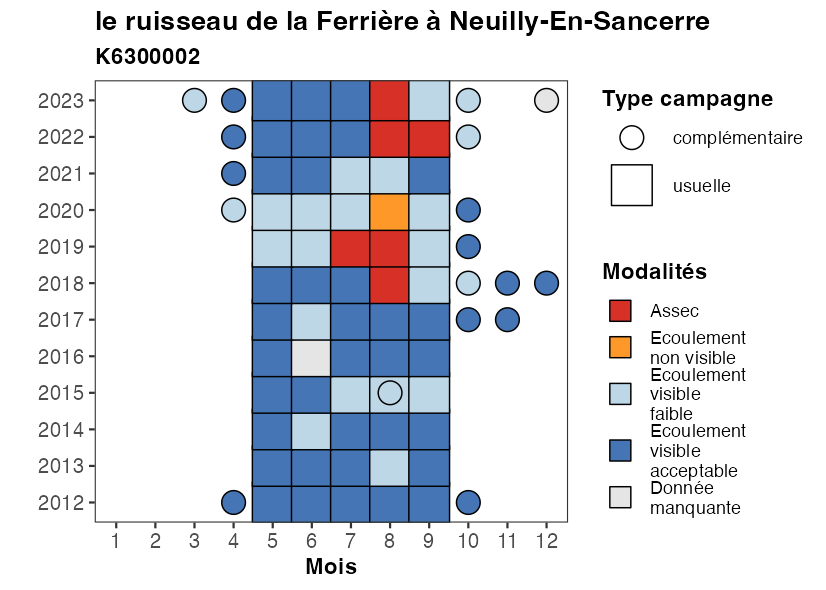 le ruisseau de la Ferrière à Neuilly-En-Sancerre
K6300002
2023
2022
2021
2020
2019
2018
2017
2016
2015
2014
2013
2012
1 2 3 4 5 6 7 8 9 10 11 12
Mois
Type campagne
complémentaire
usuelle
Modalités
Assec
Ecoulement
non visible
Ecoulement
visible
faible
Ecoulement
visible
acceptable
Donnée
manquante